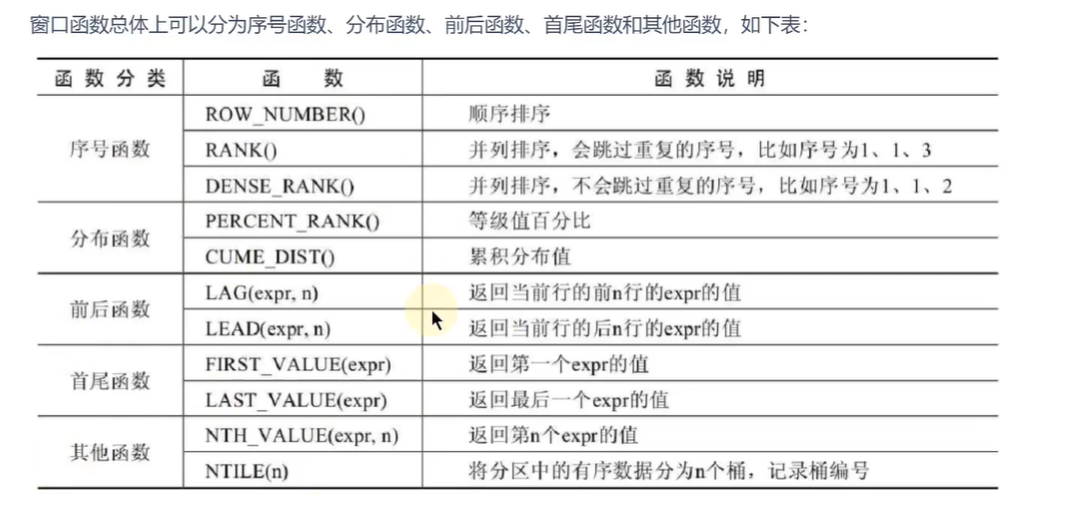 窗口函数总体上可以分为序号函数、分布函数、前后函数、首尾函数和其他函数，如下表：
函数分类 函数 函数说明
序号函数
ROW_NUMBER() 顺序排序
RANK() 并列排序，会跳过重复的序号，比如序号为1、1、3
DENSE_RANK() 并列排序，不会跳过重复的序号，比如序号为1、1、2
分布函数
PERCENT_RANK() 等级值百分比
CUME_DIST() 累积分布值
前后函数
LAG(expr, n) 返回当前行的前n行的expr的值
LEAD(expr, n) 返回当前行的后n行的expr的值
首尾函数
FIRST_VALUE(expr) 返回第一个expr的值
LAST_VALUE(expr) 返回最后一个expr的值
其他函数
NTH_VALUE(expr, n) 返回第n个expr的值
NTILE(n) 将分区中的有序数据分为n个桶，记录桶编号